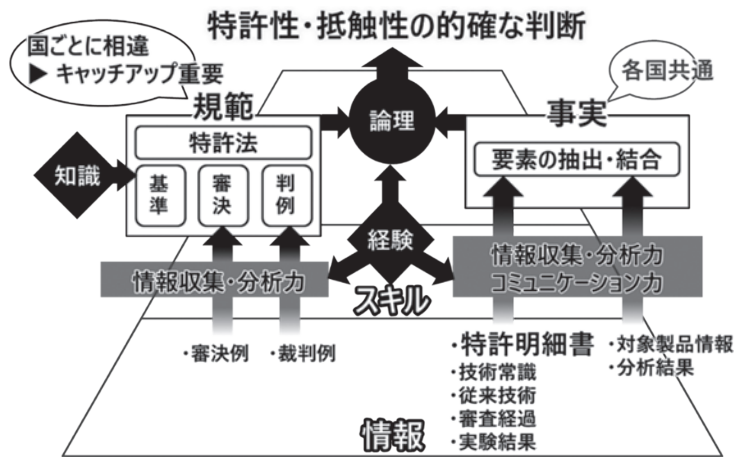 特許性・抵触性の的確な判断
国ごとに相違
▶ キャッチアップ重要
各国共通
規範
論理
事実
特許法
要素の抽出・結合
知識
基準
審決
判例
経験
情報収集・分析力
情報収集・分析力
コミュニケーション力
スキル
・審決例
・裁判例
・特許明細書
・技術常識
・従来技術
・審査経過
・実験結果
・対象製品情報
・分析結果
情報